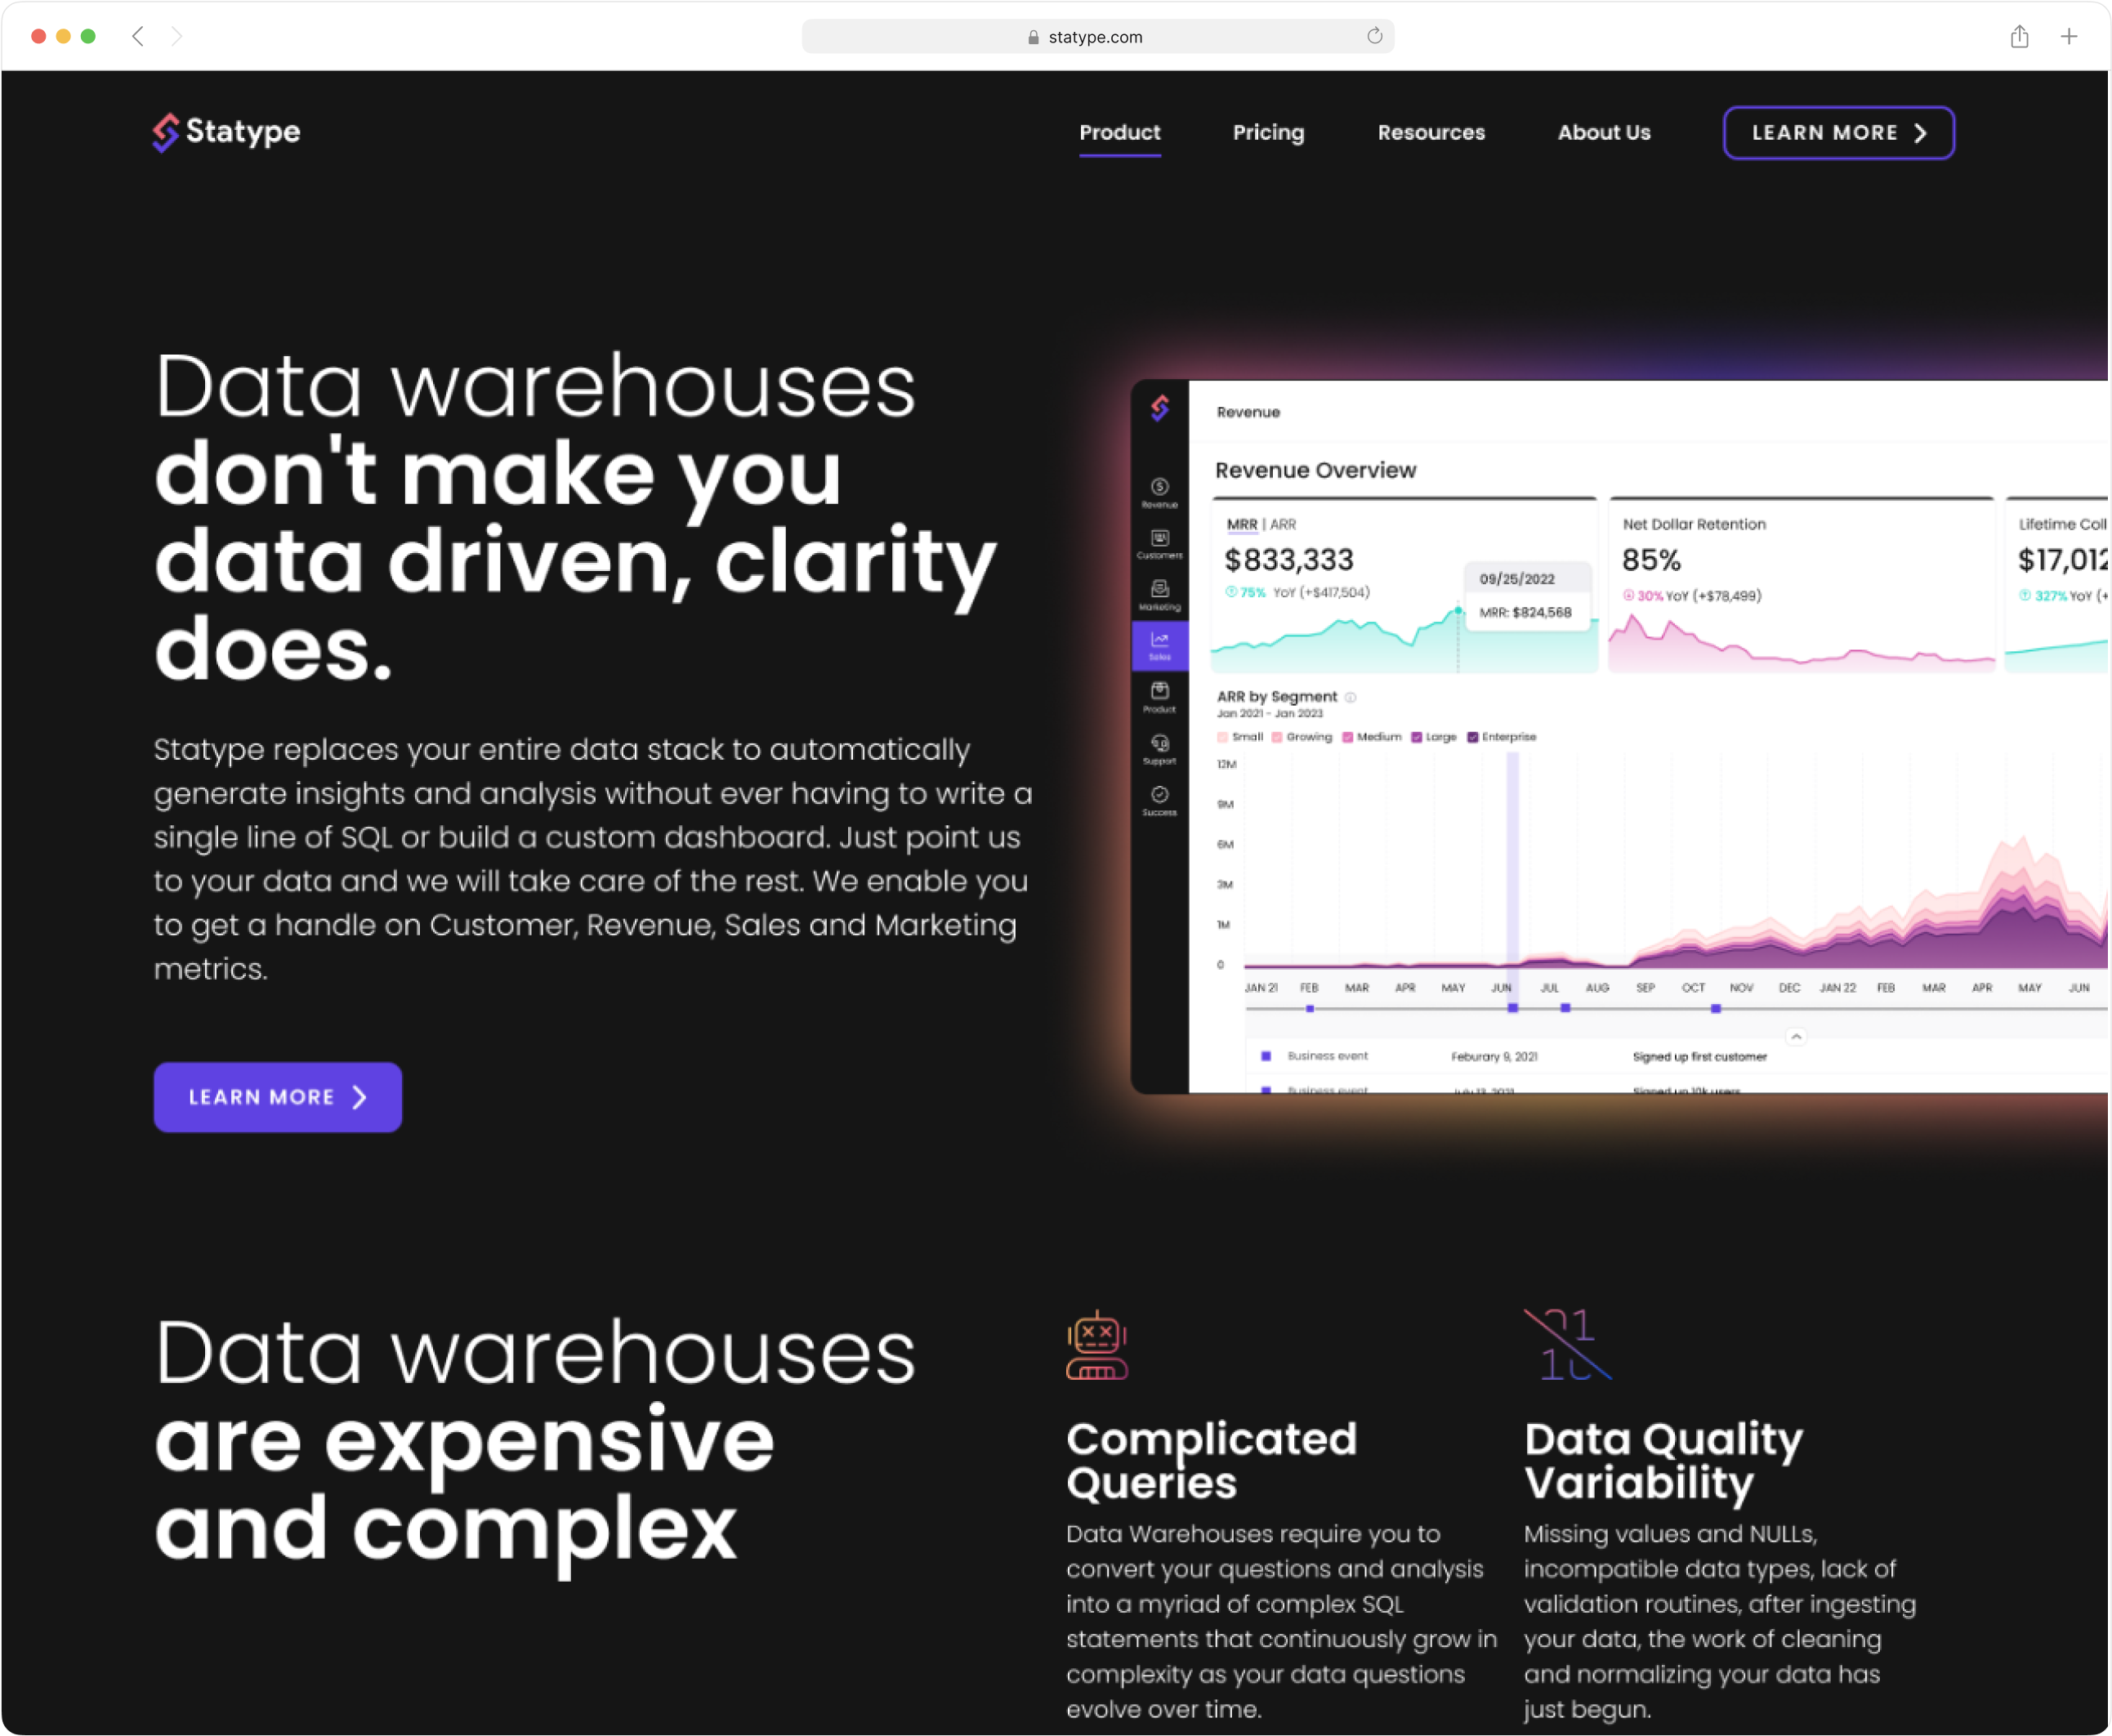 statype.com
Statype
Product
Pricing
Resources
About Us
LEARN MORE
Data warehouses
don't make you
data driven, clarity
does.
Statype replaces your entire data stack to automatically
generate insights and analysis without ever having to write a
single line of SQL or build a custom dashboard. Just point us
to your data and we will take care of the rest. We enable you
to get a handle on Customer, Revenue, Sales and Marketing
metrics.
LEARN MORE
Revenue
Customers
Marketing
Sales
Product
Support
Success
Revenue
Revenue Overview
MRR | ARR
$833,333
75% YoY (+$417,504)
09/25/2022
MRR: $824,568
Net Dollar Retention
85%
30% YoY (+$78,499)
Lifetime Coll
$17,012
327% YoY (+
ARR by Segment
Jan 2021 - Jan 2023
Small Growing Medium Large Enterprise
12M
9M
6M
3M
1M
0
JAN 21 FEB MAR APR MAY JUN JUL AUG SEP OCT NOV DEC JAN 22 FEB MAR APR MAY JUN
Business event Feburary 9, 2021 Signed up first customer
Business event July 13, 2021 Signed up 10k users
Data warehouses
are expensive
and complex
Complicated
Queries
Data Warehouses require you to
convert your questions and analysis
into a myriad of complex SQL
statements that continuously grow in
complexity as your data questions
evolve over time.
Data Quality
Variability
Missing values and NULLs,
incompatible data types, lack of
validation routines, after ingesting
your data, the work of cleaning
and normalizing your data has
just begun.